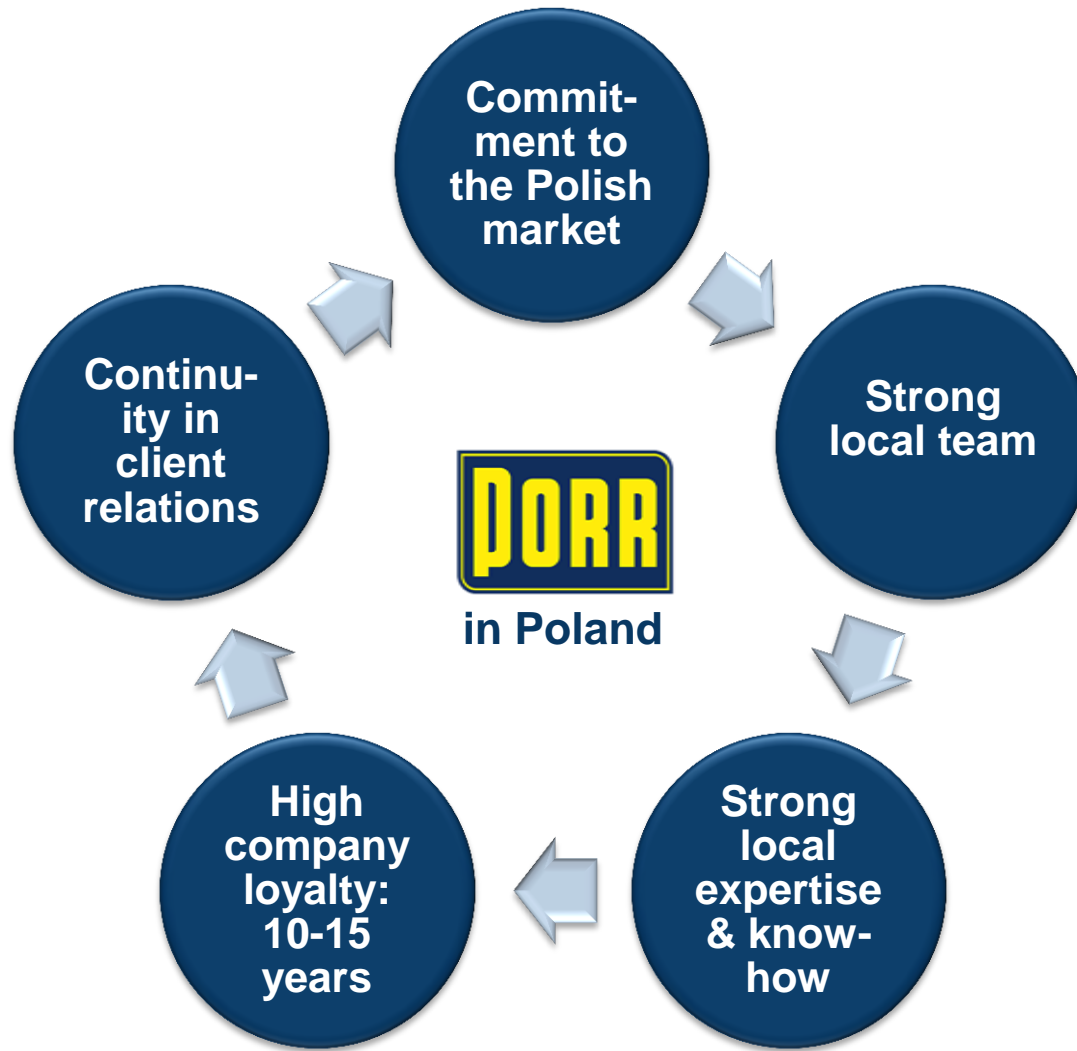 Commit-
ment to
the Polish
market
Strong
local team
Strong
local
expertise
& know-
how
High
company
loyalty:
10-15
years
Continu-
ity in
client
relations
PORR
in Poland